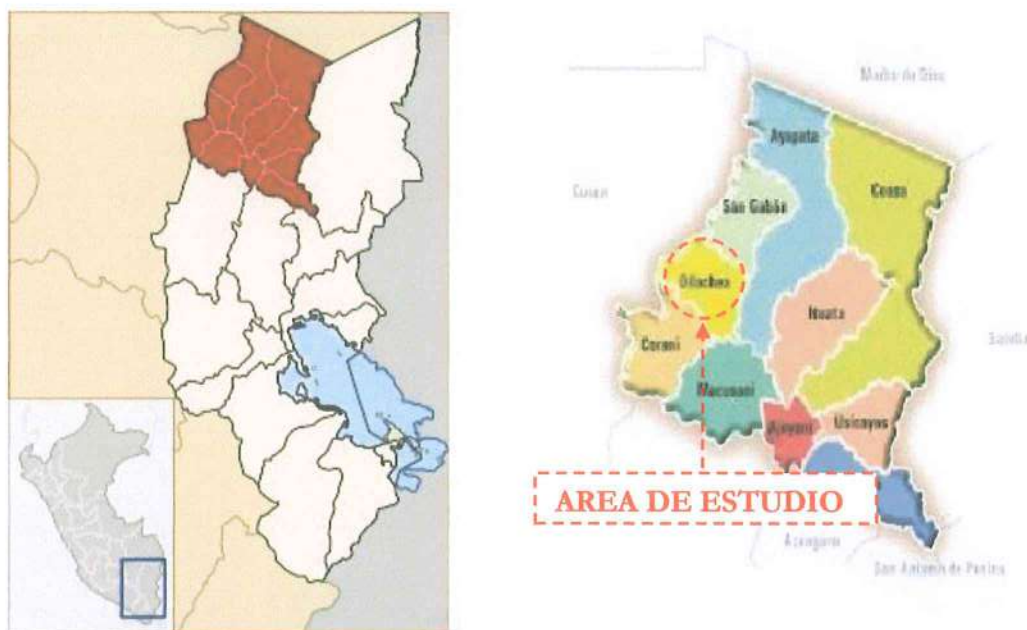 Madre de Dios
Ayapata
Cusco
San Gabán
Coasa
Ollachea
Ituata
Corani
Macusani
Ajoyani
Usicayos
AREA DE ESTUDIO
Azangaro
San Antonio de Putina